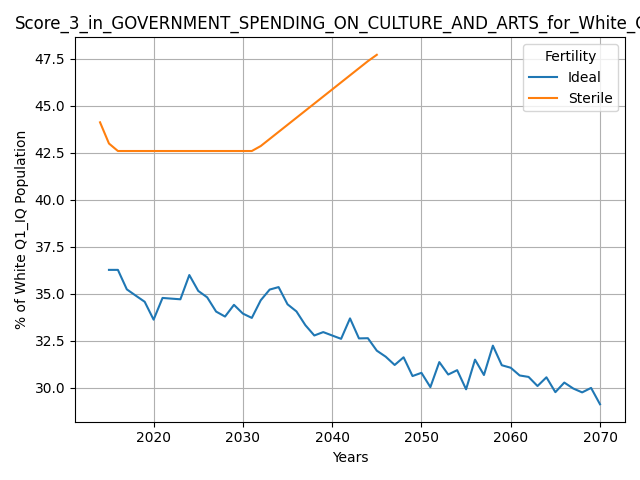 Score_3_in_GOVERNMENT_SPENDING_ON_CULTURE_AND_ARTS_for_White_
Fertility
Ideal
Sterile
47.5
45.0
42.5
40.0
37.5
35.0
32.5
30.0
% of White Q1_IQ Population
2020 2030 2040 2050 2060 2070
Years